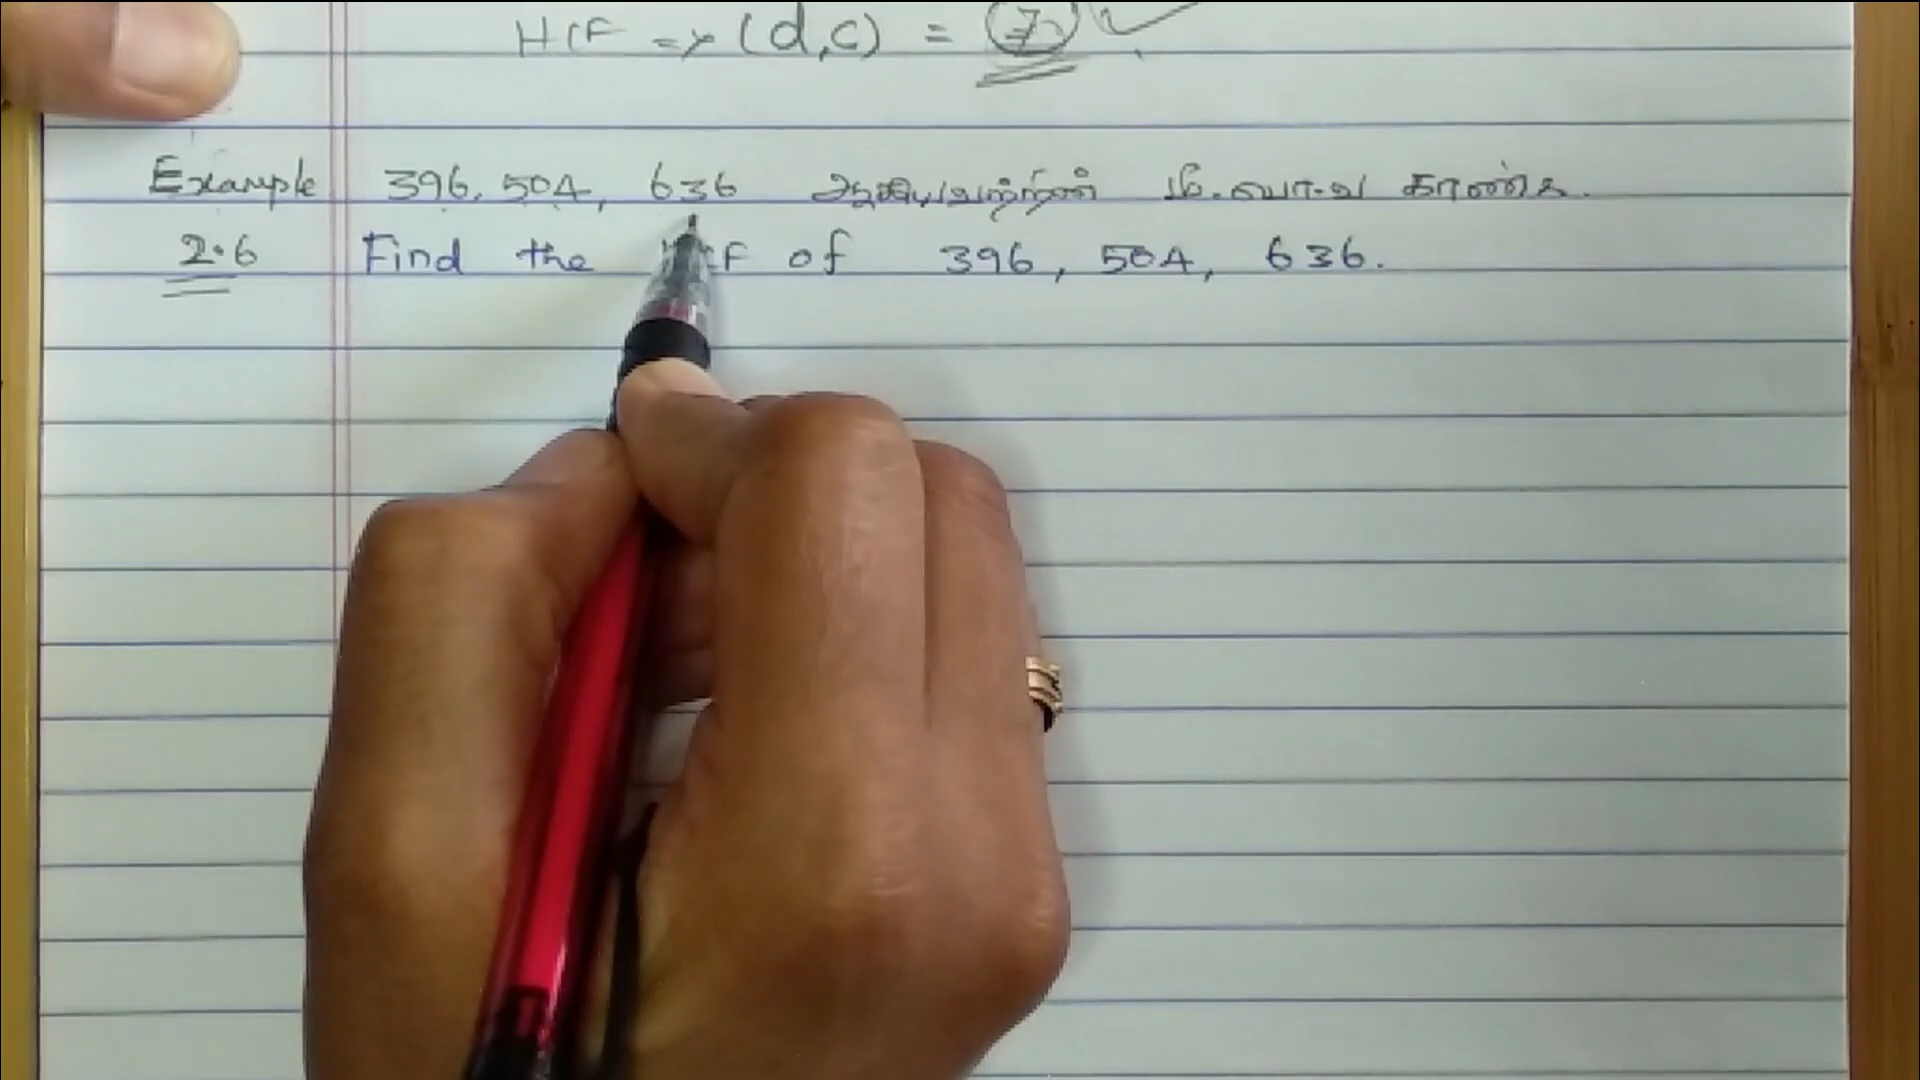 HCF => (d,c) = 7
Example 396, 504, 636 ஆகியவற்றின் மீ.பொ.வ காண்க.
2.6 Find the HCF of 396, 504, 636.